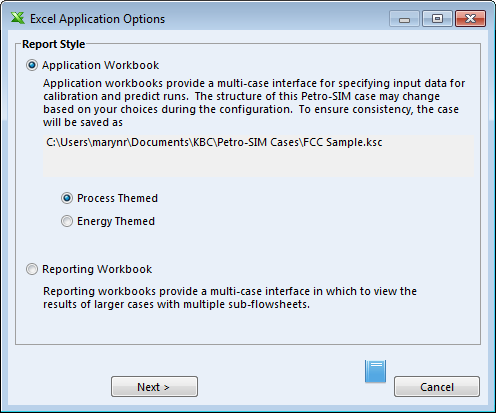 Excel Application Options
Report Style
Application Workbook
Application workbooks provide a multi-case interface for specifying input data for
calibration and predict runs.  The structure of this Petro-SIM case may change
based on your choices during the configuration.  To ensure consistency, the case
will be saved as
C:\Users\marynr\Documents\KBC\Petro-SIM Cases\FCC Sample.ksc
Process Themed
Energy Themed
Reporting Workbook
Reporting workbooks provide a multi-case interface in which to view the
results of larger cases with multiple sub-flowsheets.
Next >
Cancel